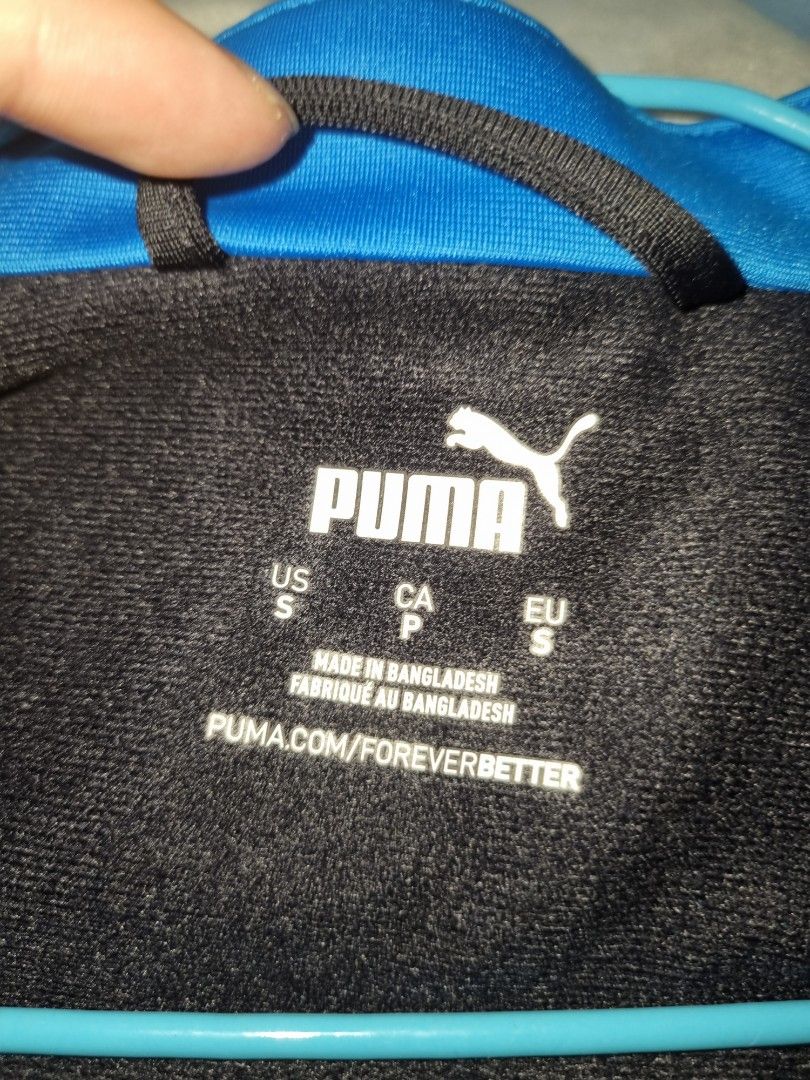 PUMA
US CA EU
S P S
MADE IN BANGLADESH
FABRIQUÉ AU BANGLADESH
PUMA.COM/FOREVERBETTER